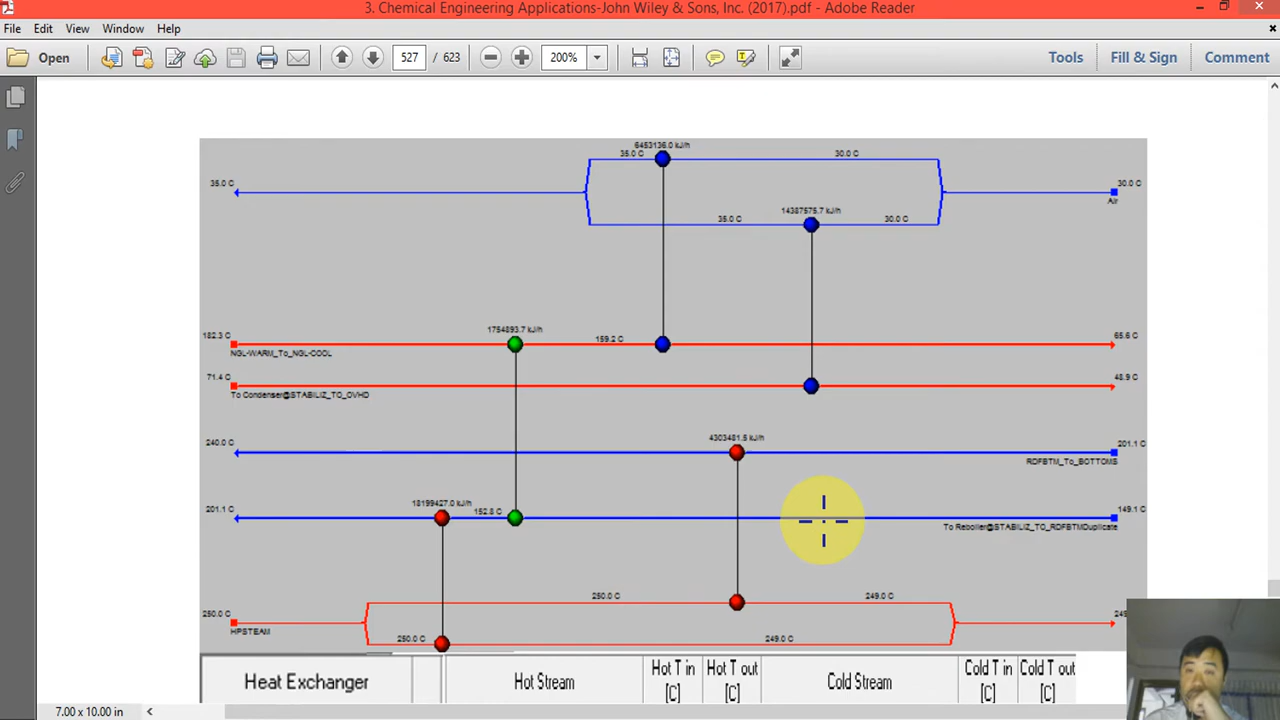 3. Chemical Engineering Applications-John Wiley & Sons, Inc. (2017).pdf - Adobe Reader
File Edit View Window Help
Open 527 / 623 200% Tools Fill & Sign Comment
6453136.0 kJ/h
35.0 C 30.0 C
35.0 C 30.0 C
Air
14387575.7 kJ/h
35.0 C 30.0 C
1754893.7 kJ/h
182.3 C 159.2 C 65.6 C
NGL-WARM_To_NGL-COOL
71.4 C 48.9 C
To Condenser@STABILIZ_TO_OVHD
4303481.5 kJ/h
240.0 C 201.1 C
RDFBTM_To_BOTTOMS
18199427.0 kJ/h
201.1 C 152.8 C 149.1 C
To Reboiler@STABILIZ_TO_RDFBTMDuplicate
250.0 C 249.0 C
250.0 C
HPSTEAM
250.0 C 249.0 C
Heat Exchanger Hot Stream Hot T in [C] Hot T out [C] Cold Stream Cold T in [C] Cold T out [C]
7.00 x 10.00 in